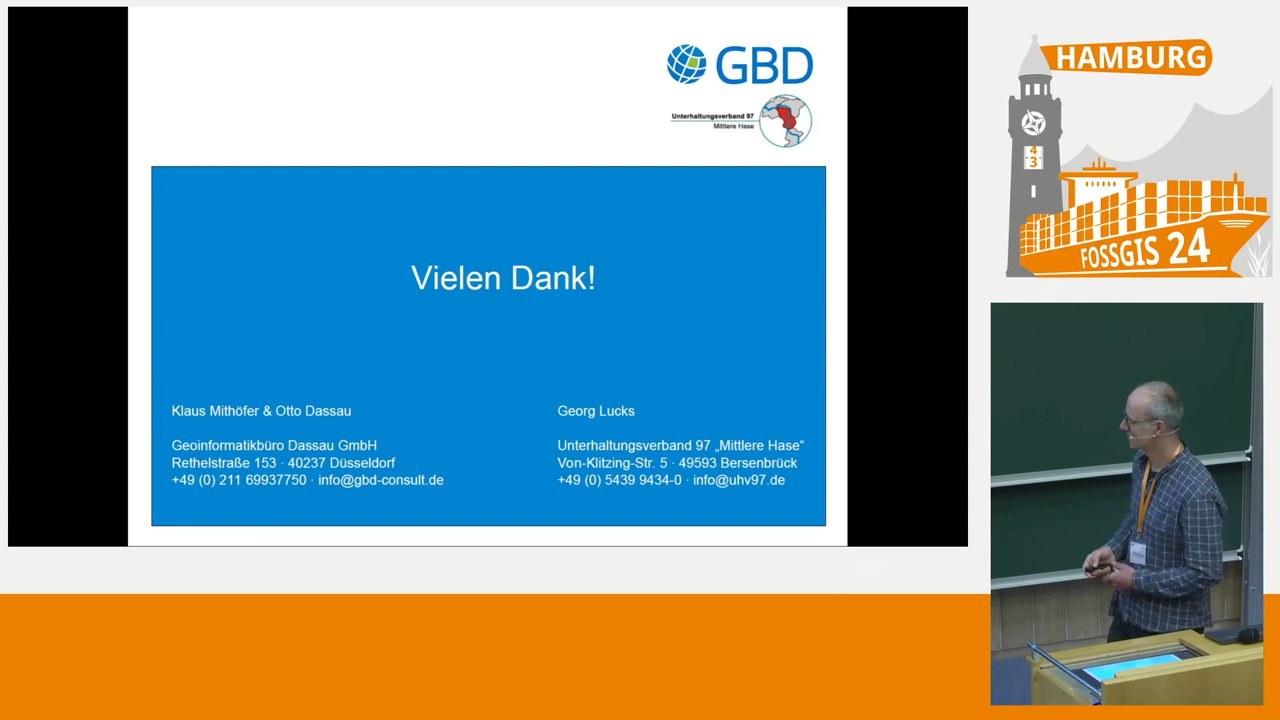 GBD
Unterhaltungsverband 97
Mittlere Hase
Vielen Dank!
Klaus Mithöfer & Otto Dassau
Geoinformatikbüro Dassau GmbH
Rethelstraße 153 · 40237 Düsseldorf
+49 (0) 211 69937750 · info@gbd-consult.de
Georg Lucks
Unterhaltungsverband 97 „Mittlere Hase“
Von-Klitzing-Str. 5 · 49593 Bersenbrück
+49 (0) 5439 9434-0 · info@uhv97.de
HAMBURG
4
3
FOSSGIS 24